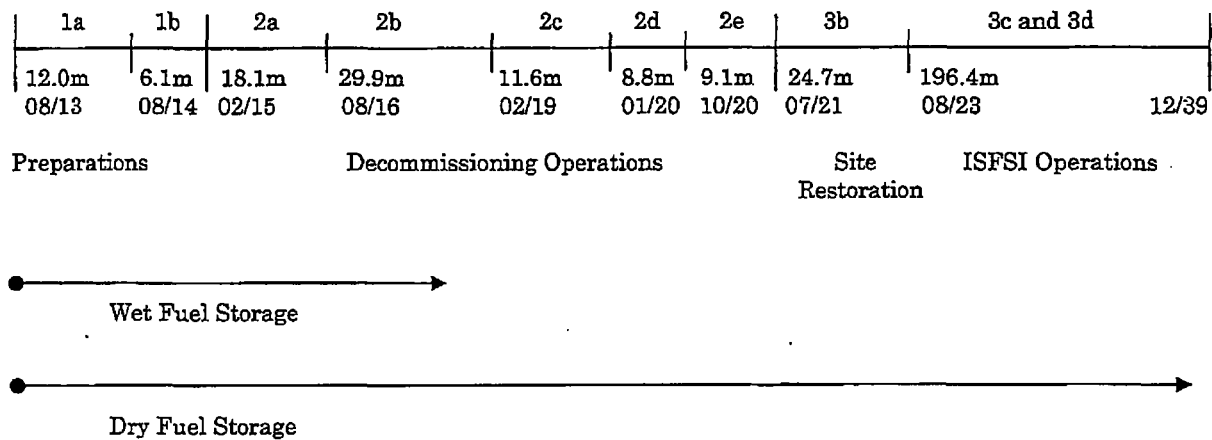 1a 1b 2a 2b 2c 2d 2e 3b 3c and 3d
12.0m 6.1m 18.1m 29.9m 11.6m 8.8m 9.1m 24.7m 196.4m
08/13 08/14 02/15 08/16 02/19 01/20 10/20 07/21 08/23 12/39
Preparations Decommissioning Operations Site ISFSI Operations
Restoration
Wet Fuel Storage
Dry Fuel Storage